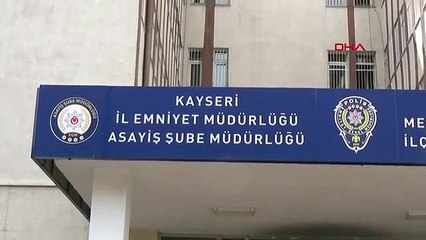 DHA
KAYSERİ
İL EMNİYET MÜDÜRLÜĞÜ
ASAYİŞ ŞUBE MÜDÜRLÜĞÜ
POLİS
ME
İLÇ